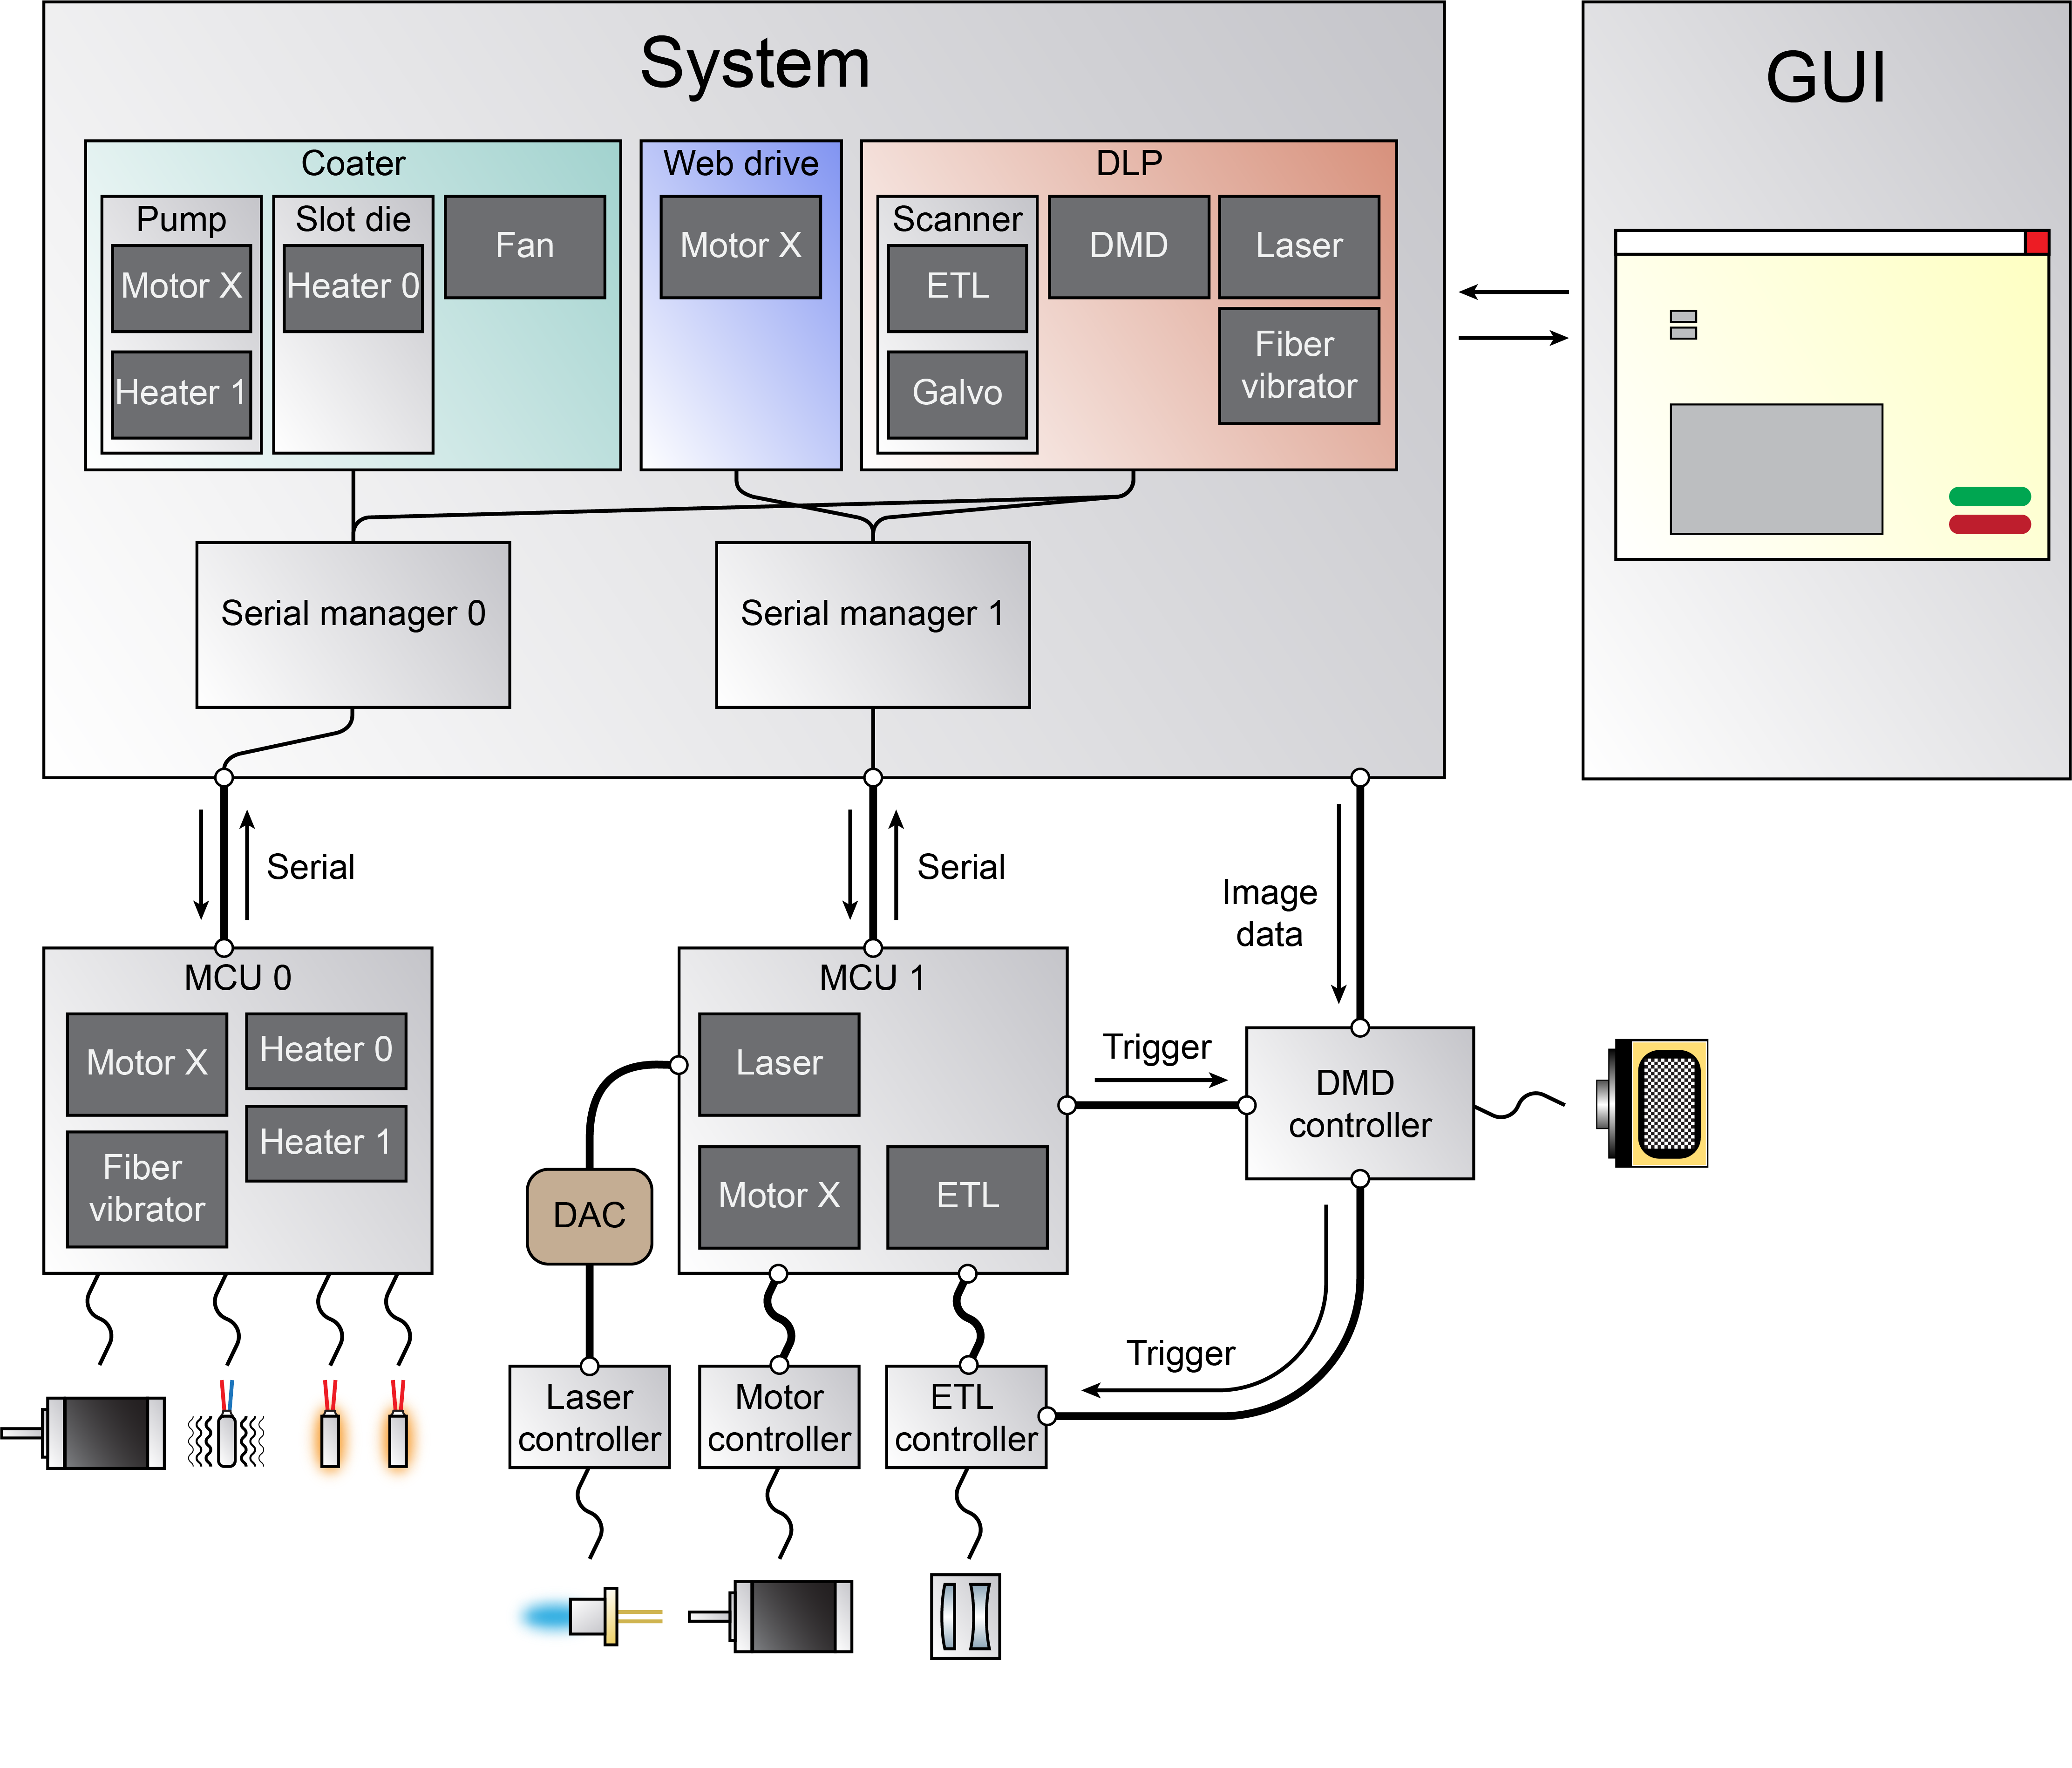 System
GUI
Coater
Web drive
DLP
Pump
Motor X
Heater 1
Slot die
Heater 0
Fan
Motor X
Scanner
ETL
Galvo
DMD
Laser
Fiber
vibrator
Serial manager 0
Serial manager 1
Serial
Serial
Image
data
MCU 0
Motor X
Heater 0
Heater 1
Fiber
vibrator
MCU 1
Laser
Motor X
ETL
Trigger
DMD
controller
DAC
Trigger
Laser
controller
Motor
controller
ETL
controller